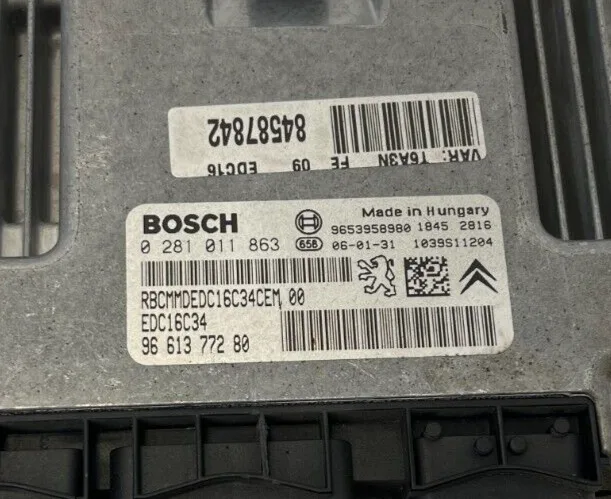 84587842
VAR: T6A3N FE 09 EDC16
BOSCH
Made in Hungary
0 281 011 863
9653958980 1845 2816
658 06-01-31 1039S11204
RBCMMDEDC16C34CEM 00
EDC16C34
96 613 772 80